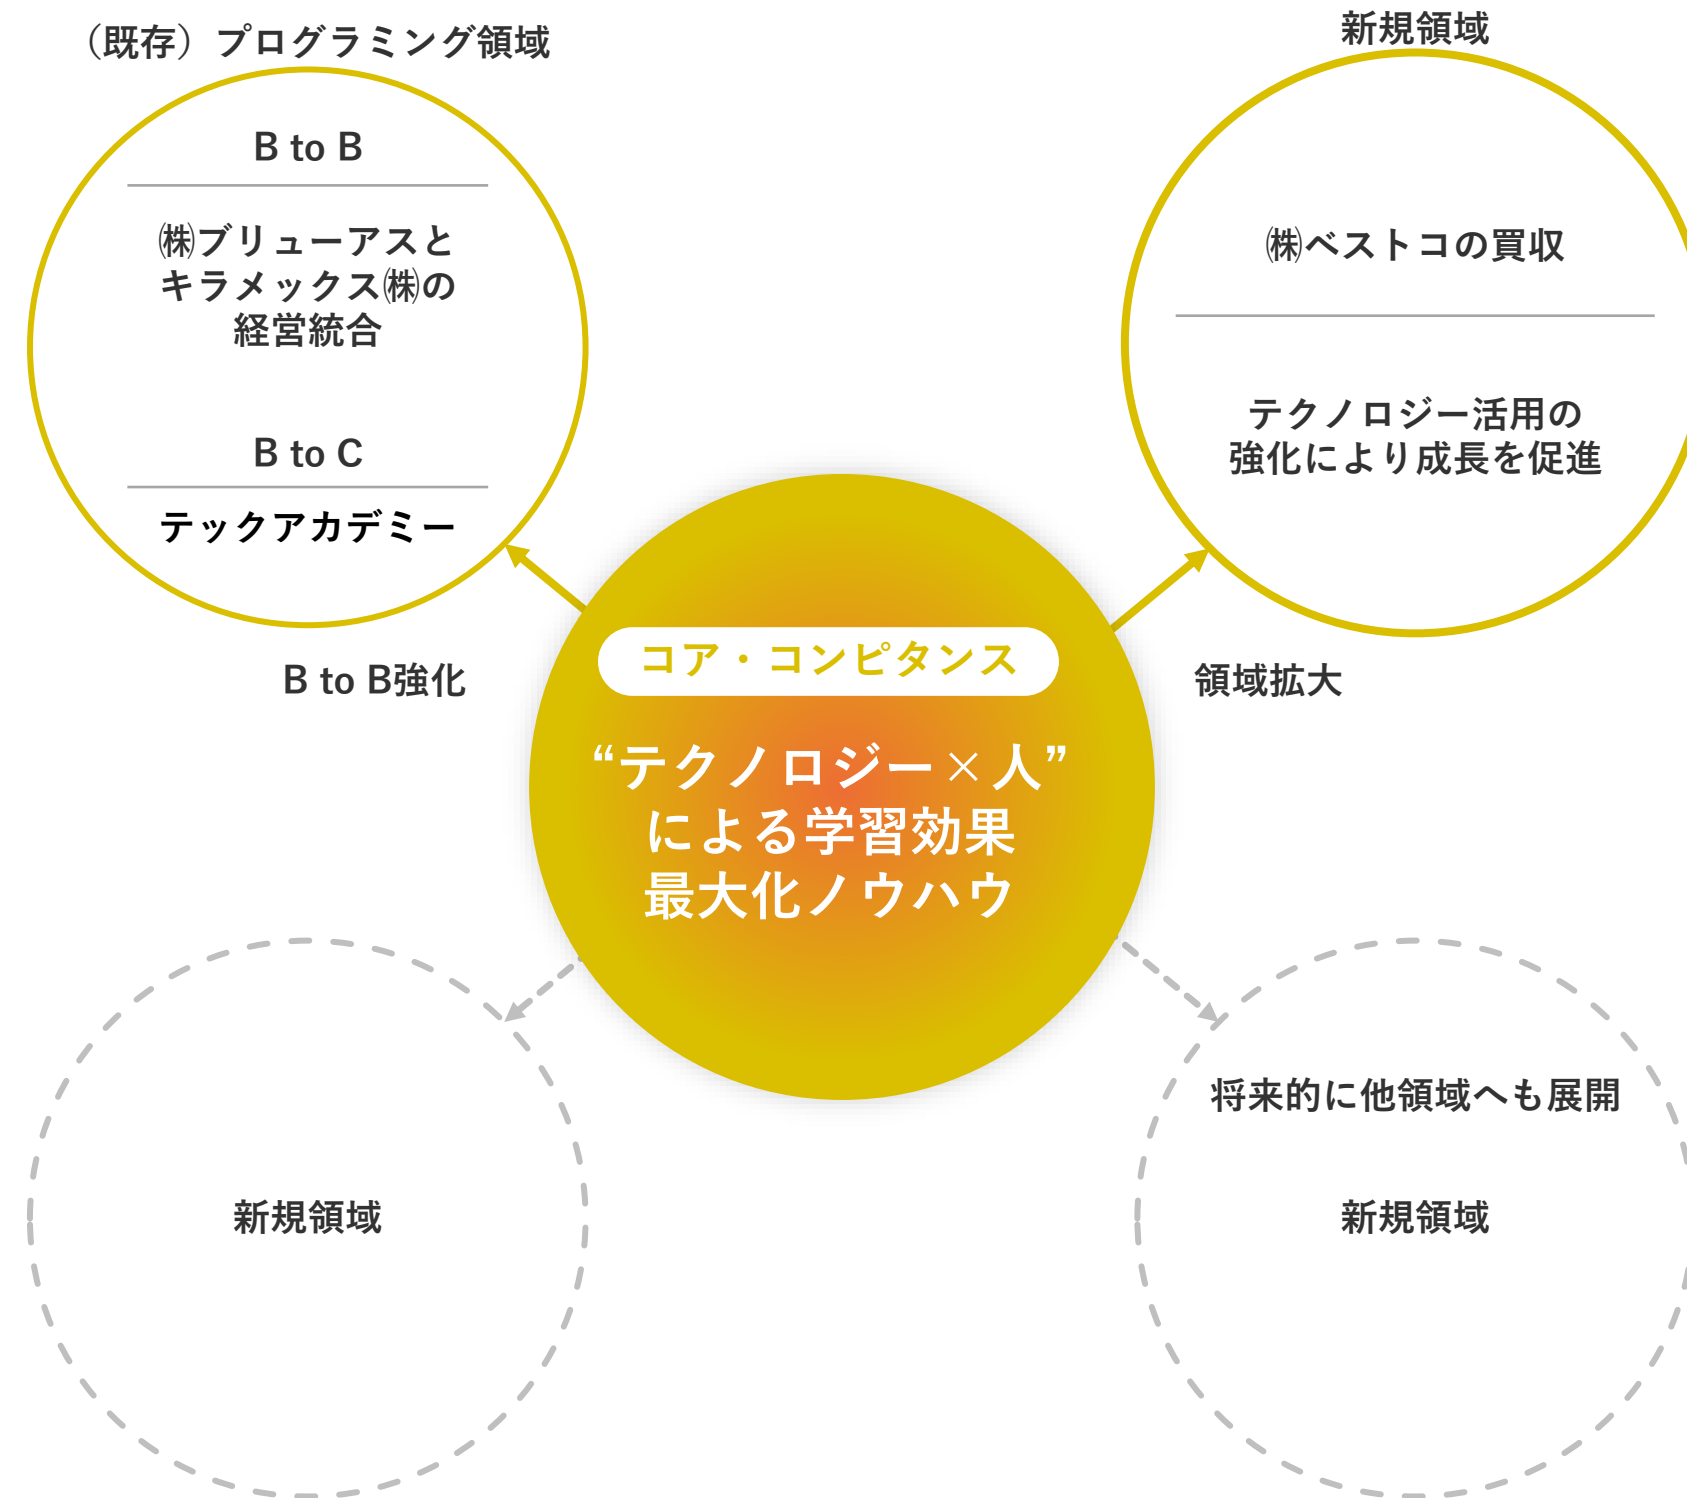 （既存）プログラミング領域
B to B
㈱ブリューアスと
キラメックス㈱の
経営統合
B to C
テックアカデミー
B to B強化
新規領域
㈱ベストコの買収
テクノロジー活用の
強化により成長を促進
領域拡大
コア・コンピタンス
“テクノロジー×人”
による学習効果
最大化ノウハウ
新規領域
将来的に他領域へも展開
新規領域